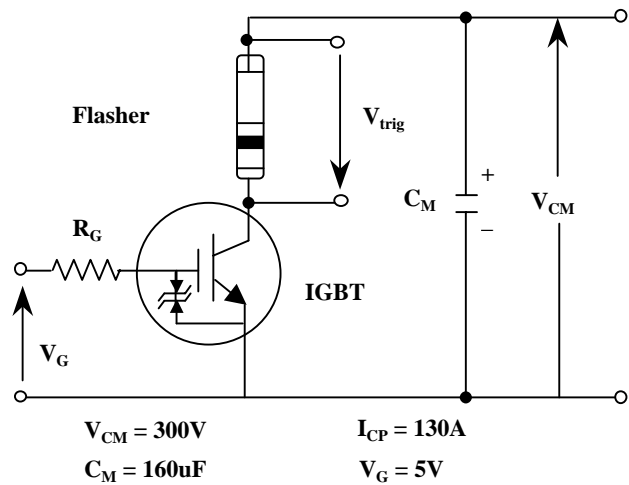 Flasher
V_trig
R_G
C_M
+
–
V_CM
IGBT
V_G
V_CM = 300V
I_CP = 130A
C_M = 160uF
V_G = 5V